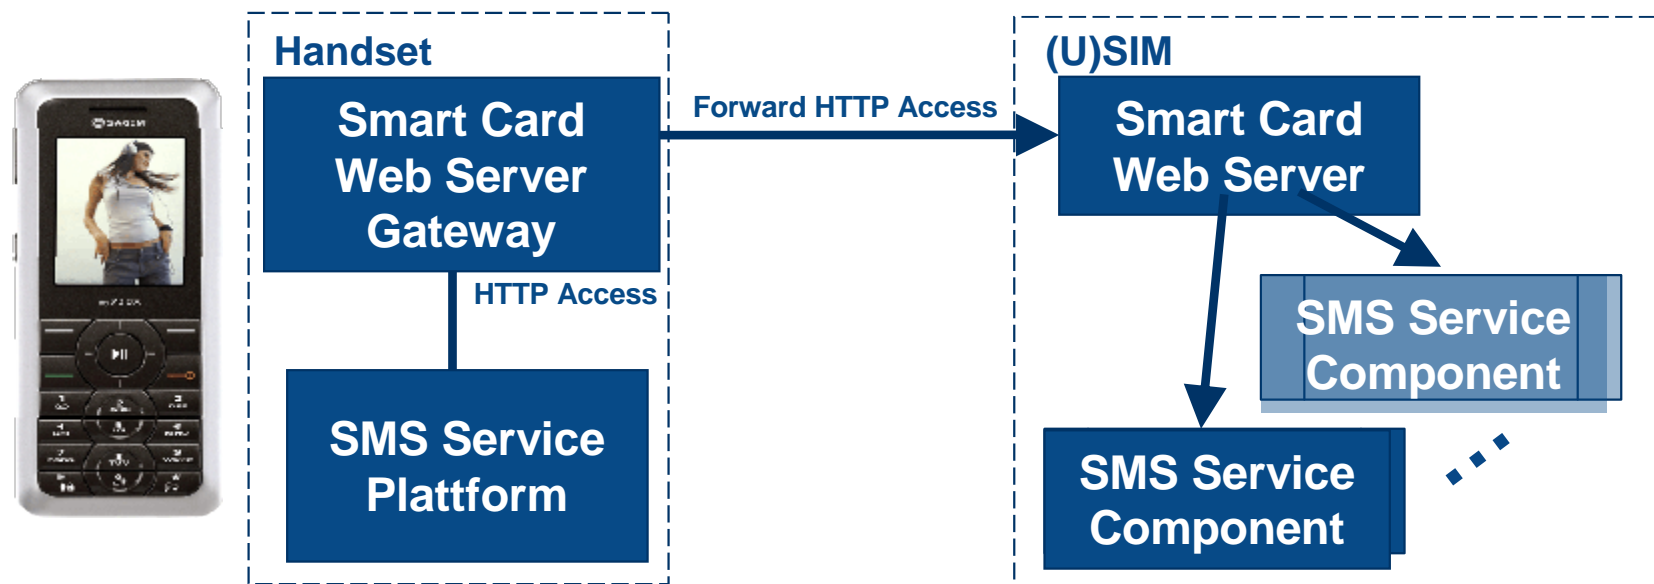 Handset
Smart Card
Web Server
Gateway
HTTP Access
SMS Service
Plattform
Forward HTTP Access
(U)SIM
Smart Card
Web Server
SMS Service
Component
SMS Service
Component
SAGEM